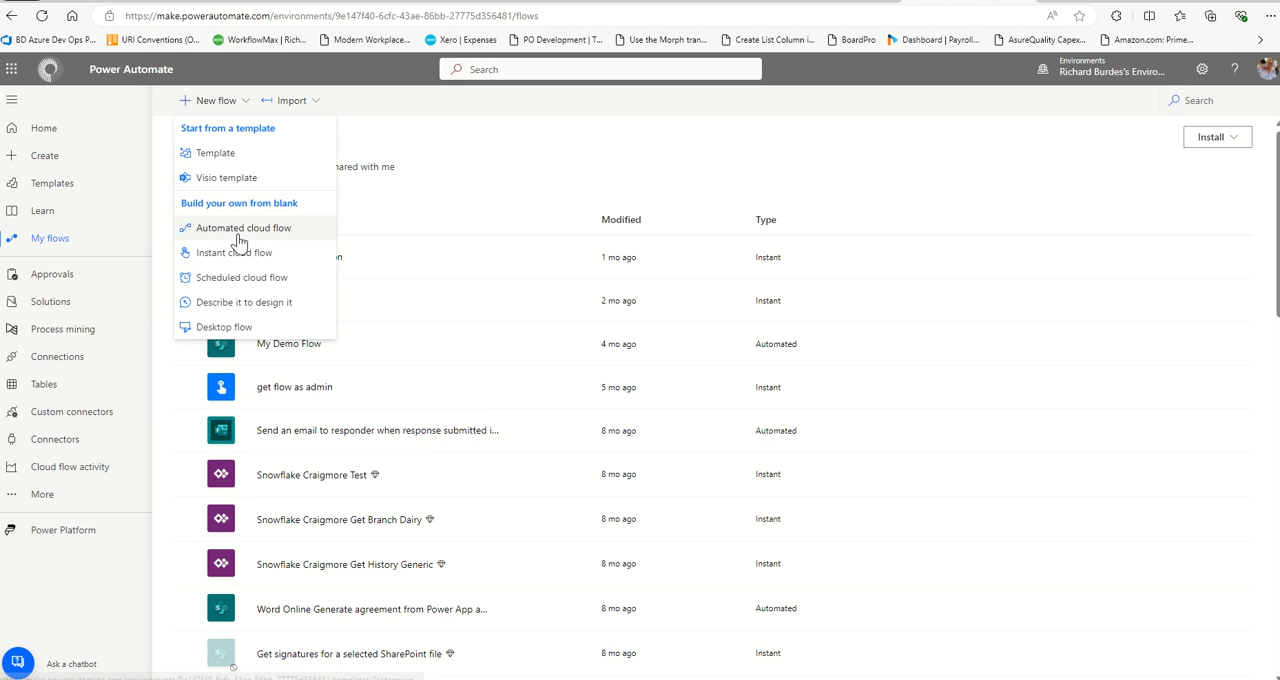 https://make.powerautomate.com/environments/9e147f40-6cfc-43ae-86bb-27775d356481/flows
BD Azure Dev Ops P... URI Conventions (O... WorkflowMax | Rich... Modern Workplace... Xero | Expenses PO Development | T... Use the Morph tran... Create List Column i... BoardPro Dashboard | Payroll... AsureQuality Capex... Amazon.com: Prime...
Power Automate
Search
Environments
Richard Burdes's Enviro...
New flow
Import
Search
Start from a template
Template
Visio template
Build your own from blank
Automated cloud flow
Instant cloud flow
Scheduled cloud flow
Describe it to design it
Desktop flow
Home
Create
Templates
Learn
My flows
Approvals
Solutions
Process mining
Connections
Tables
Custom connectors
Connectors
Cloud flow activity
More
Power Platform
Ask a chatbot
Install
hared with me
Modified Type
n 1 mo ago Instant
2 mo ago Instant
My Demo Flow 4 mo ago Automated
get flow as admin 5 mo ago Instant
Send an email to responder when response submitted i... 8 mo ago Automated
Snowflake Craigmore Test 8 mo ago Instant
Snowflake Craigmore Get Branch Dairy 8 mo ago Instant
Snowflake Craigmore Get History Generic 8 mo ago Instant
Word Online Generate agreement from Power App a... 8 mo ago Automated
Get signatures for a selected SharePoint file 8 mo ago Instant